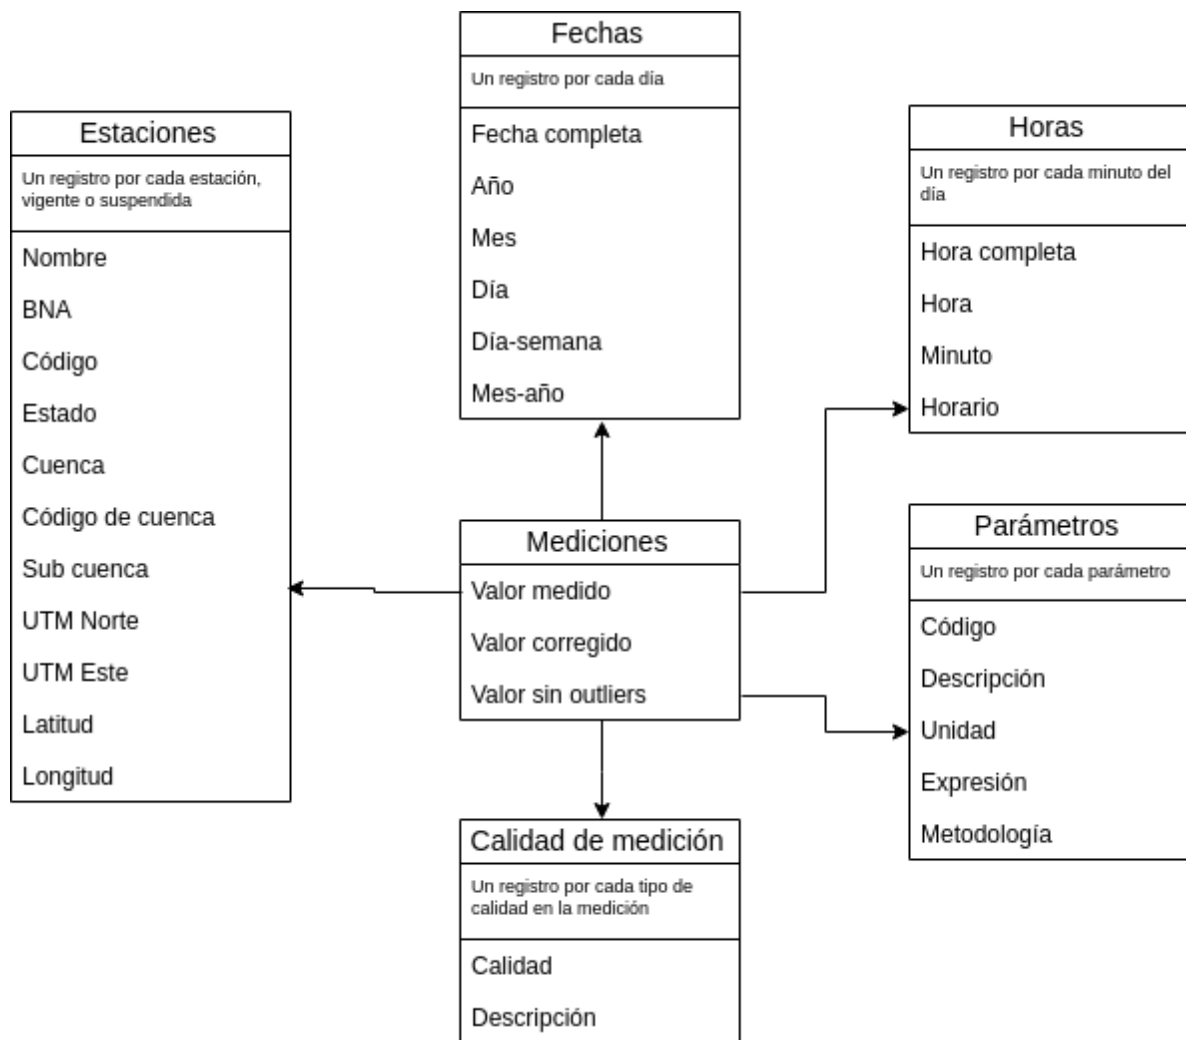 Fechas
Un registro por cada día
Fecha completa
Año
Mes
Día
Día-semana
Mes-año
Estaciones
Un registro por cada estación,
vigente o suspendida
Nombre
BNA
Código
Estado
Cuenca
Código de cuenca
Sub cuenca
UTM Norte
UTM Este
Latitud
Longitud
Horas
Un registro por cada minuto del
día
Hora completa
Hora
Minuto
Horario
Mediciones
Valor medido
Valor corregido
Valor sin outliers
Parámetros
Un registro por cada parámetro
Código
Descripción
Unidad
Expresión
Metodología
Calidad de medición
Un registro por cada tipo de
calidad en la medición
Calidad
Descripción